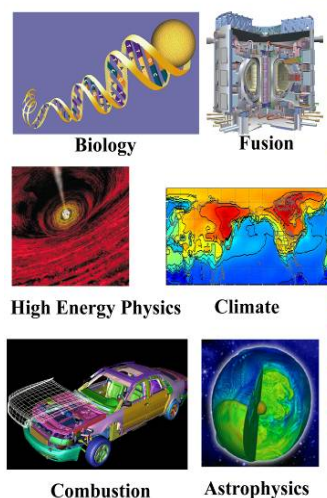 Biology
Fusion
High Energy Physics
Climate
Combustion
Astrophysics